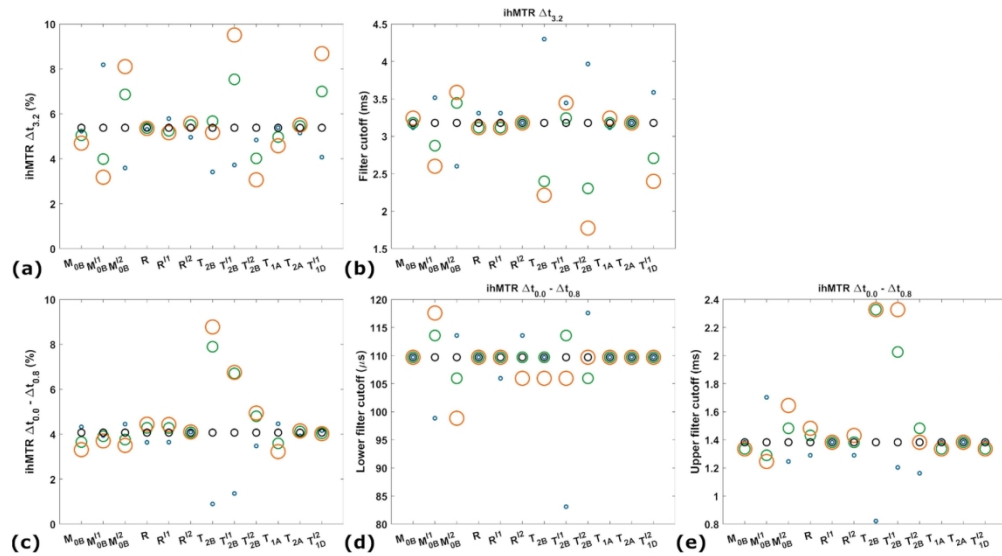 ihMTR Δt3.2
10
8
6
4
2
0
ihMTR Δt3.2 (%)
M0B M0B^l1 M0B^l2 R R^l1 R^l2 T2B T2B^l1 T2B^l2 T1A T2A T1D^l1
(a)
5
4.5
4
3.5
3
2.5
2
1.5
Filter cutoff (ms)
M0B M0B^l1 M0B^l2 R R^l1 R^l2 T2B T2B^l1 T2B^l2 T1A T2A T1D^l1
(b)
10
8
6
4
2
0
ihMTR Δt0.0 - Δt0.8 (%)
M0B M0B^l1 M0B^l2 R R^l1 R^l2 T2B T2B^l1 T2B^l2 T1A T2A T1D^l2
(c)
ihMTR Δt0.0 - Δt0.8
120
115
110
105
100
95
90
85
80
Lower filter cutoff (μs)
M0B M0B^l1 M0B^l2 R R^l1 R^l2 T2B T2B^l1 T2B^l2 T1A T2A T1D^l2
(d)
ihMTR Δt0.0 - Δt0.8
2.4
2.2
2
1.8
1.6
1.4
1.2
1
0.8
Upper filter cutoff (ms)
M0B M0B^l1 M0B^l2 R R^l1 R^l2 T2B T2B^l1 T2B^l2 T1A T2A T1D^l2
(e)